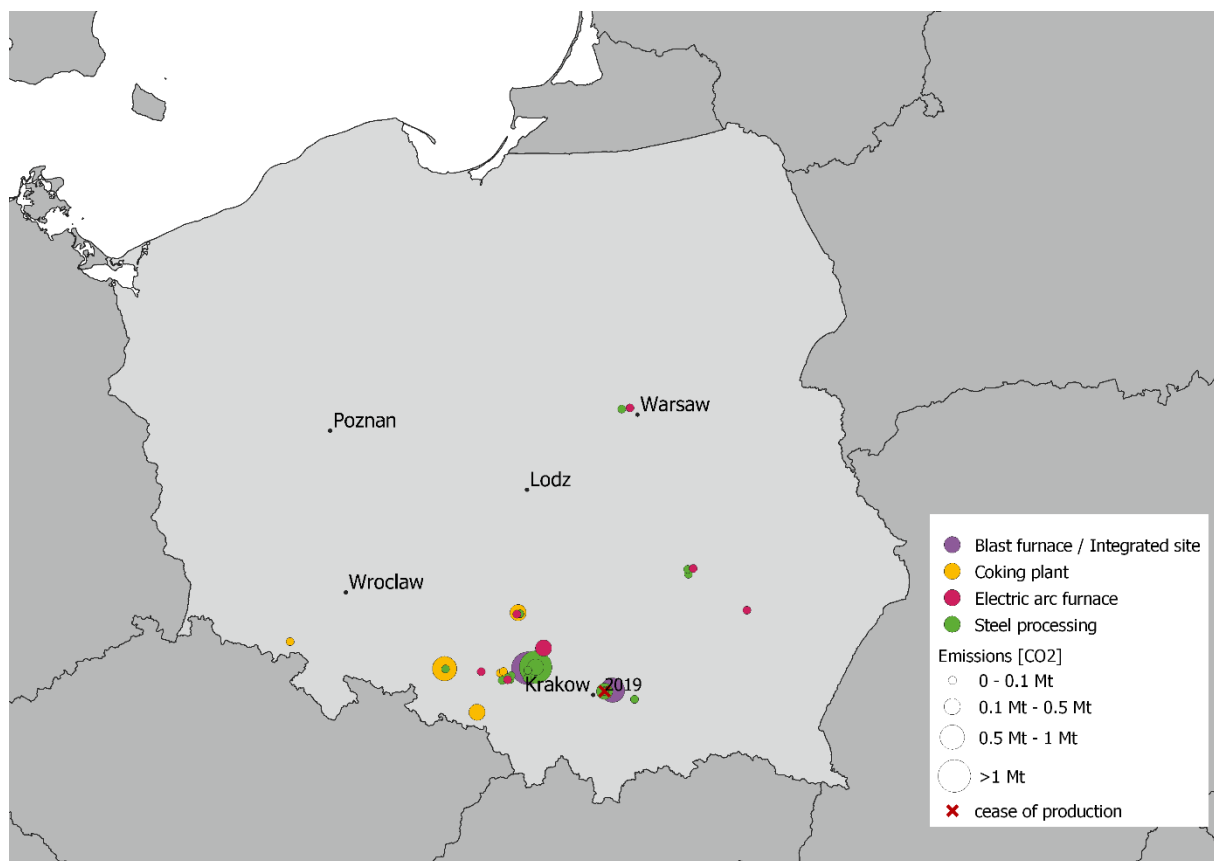 Warsaw
Poznan
Lodz
Wroclaw
Krakow 2019
Blast furnace / Integrated site
Coking plant
Electric arc furnace
Steel processing
Emissions [CO2]
0 - 0.1 Mt
0.1 Mt - 0.5 Mt
0.5 Mt - 1 Mt
>1 Mt
cease of production